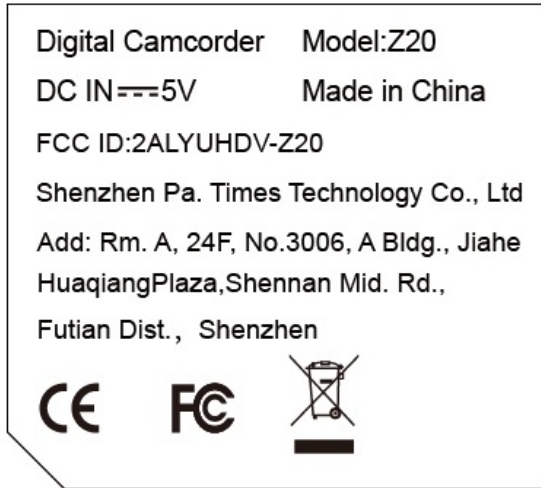 Digital Camcorder Model:Z20
DC IN⎓5V Made in China
FCC ID:2ALYUHDV-Z20
Shenzhen Pa. Times Technology Co., Ltd
Add: Rm. A, 24F, No.3006, A Bldg., Jiahe
HuaqiangPlaza,Shennan Mid. Rd.,
Futian Dist.，Shenzhen
CE FC